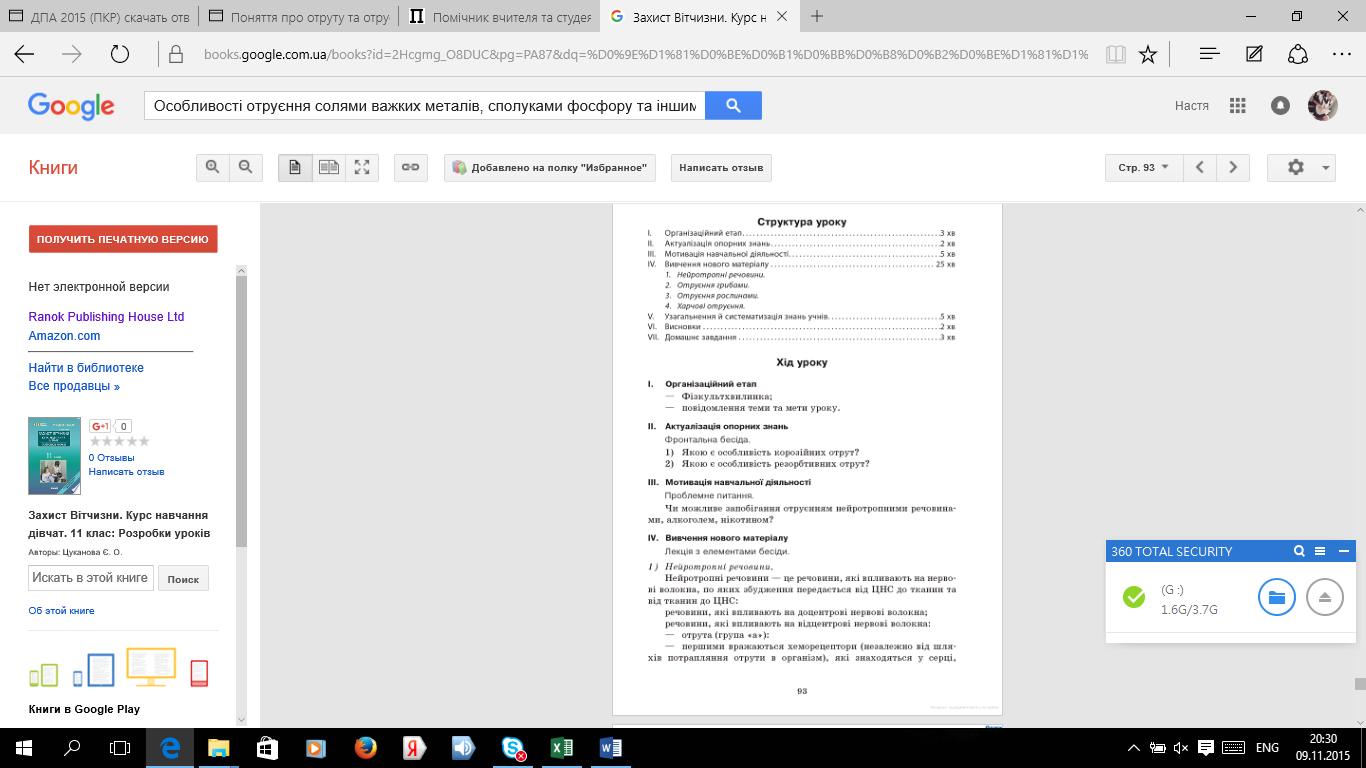 ДПА 2015 (ПКР) скачать отв
Поняття про отруту та отру
Помічник вчителя та студен
Захист Вітчизни. Курс н
books.google.com.ua/books?id=2Hcgmg_O8DUC&pg=PA87&dq=%D0%9E%D1%81%D0%BE%D0%B1%D0%BB%D0%B8%D0%B2%D0%BE%D1%81%D1%
Google
Особливості отруєння солями важких металів, сполуками фосфору та іншим
Настя
Книги
Добавлено на полку "Избранное"
Написать отзыв
Стр. 93
ПОЛУЧИТЬ ПЕЧАТНУЮ ВЕРСИЮ
Нет электронной версии
Ranok Publishing House Ltd
Amazon.com
Найти в библиотеке
Все продавцы »
G+1 0
0 Отзывы
Написать отзыв
Захист Вітчизни. Курс навчання
дівчат. 11 клас: Розробки уроків
Авторы: Цуканова Є. О.
Искать в этой книге
Поиск
Об этой книге
Книги в Google Play
Структура уроку
I. Організаційний етап 3 хв
II. Актуалізація опорних знань 2 хв
III. Мотивація навчальної діяльності 5 хв
IV. Вивчення нового матеріалу 25 хв
1. Нейротропні речовини.
2. Отруєння грибами.
3. Отруєння рослинами.
4. Харчові отруєння.
V. Узагальнення й систематизація знань учнів 5 хв
VI. Висновки 2 хв
VII. Домашнє завдання 3 хв
Хід уроку
I. Організаційний етап
— Фізкультхвилинка;
— повідомлення теми та мети уроку.
II. Актуалізація опорних знань
Фронтальна бесіда.
1) Якою є особливість корозійних отрут?
2) Якою є особливість резорбтивних отрут?
III. Мотивація навчальної діяльності
Проблемне питання.
Чи можливе запобігання отруєнням нейротропними речовина-
ми, алкоголем, нікотином?
IV. Вивчення нового матеріалу
Лекція з елементами бесіди.
1) Нейротропні речовини.
Нейротропні речовини — це речовини, які впливають на нерво-
ві волокна, по яких збудження передається від ЦНС до тканин та
від тканин до ЦНС:
речовини, які впливають на доцентрові нервові волокна;
речовини, які впливають на відцентрові нервові волокна:
— отрута (група «а»):
— першими вражаються хеморецептори (незалежно від шля-
хів потрапляння отрути в організм), які знаходяться у серці,
93
360 TOTAL SECURITY
(G :)
1.6G/3.7G
ENG
20:30
09.11.2015